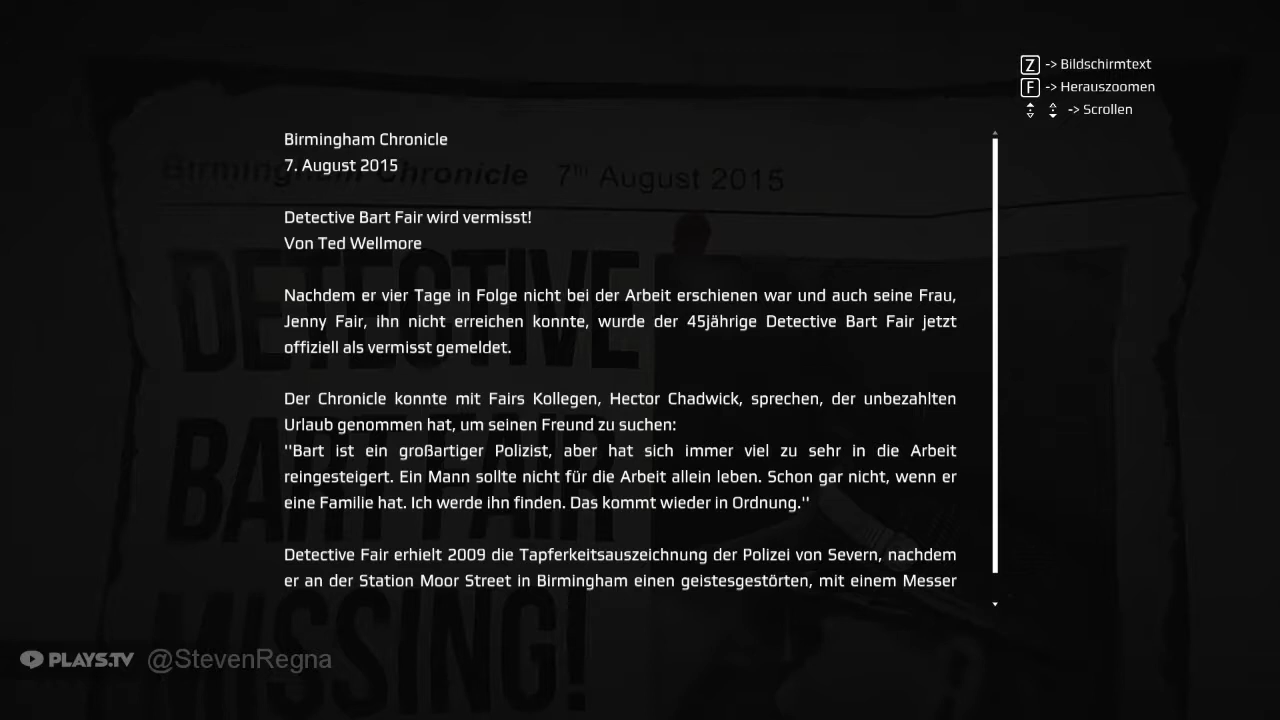 Z -> Bildschirmtext
F -> Herauszoomen
-> Scrollen
Birmingham Chronicle
7. August 2015
Birmingham Chronicle 7th August 2015
Detective Bart Fair wird vermisst!
Von Ted Wellmore
Nachdem er vier Tage in Folge nicht bei der Arbeit erschienen war und auch seine Frau,
Jenny Fair, ihn nicht erreichen konnte, wurde der 45jährige Detective Bart Fair jetzt
offiziell als vermisst gemeldet.
Der Chronicle konnte mit Fairs Kollegen, Hector Chadwick, sprechen, der unbezahlten
Urlaub genommen hat, um seinen Freund zu suchen:
''Bart ist ein großartiger Polizist, aber hat sich immer viel zu sehr in die Arbeit
reingesteigert. Ein Mann sollte nicht für die Arbeit allein leben. Schon gar nicht, wenn er
eine Familie hat. Ich werde ihn finden. Das kommt wieder in Ordnung.''
Detective Fair erhielt 2009 die Tapferkeitsauszeichnung der Polizei von Severn, nachdem
er an der Station Moor Street in Birmingham einen geistesgestörten, mit einem Messer
DETECTIVE
BART FAIR
MISSING!
PLAYS.TV @StevenRegna